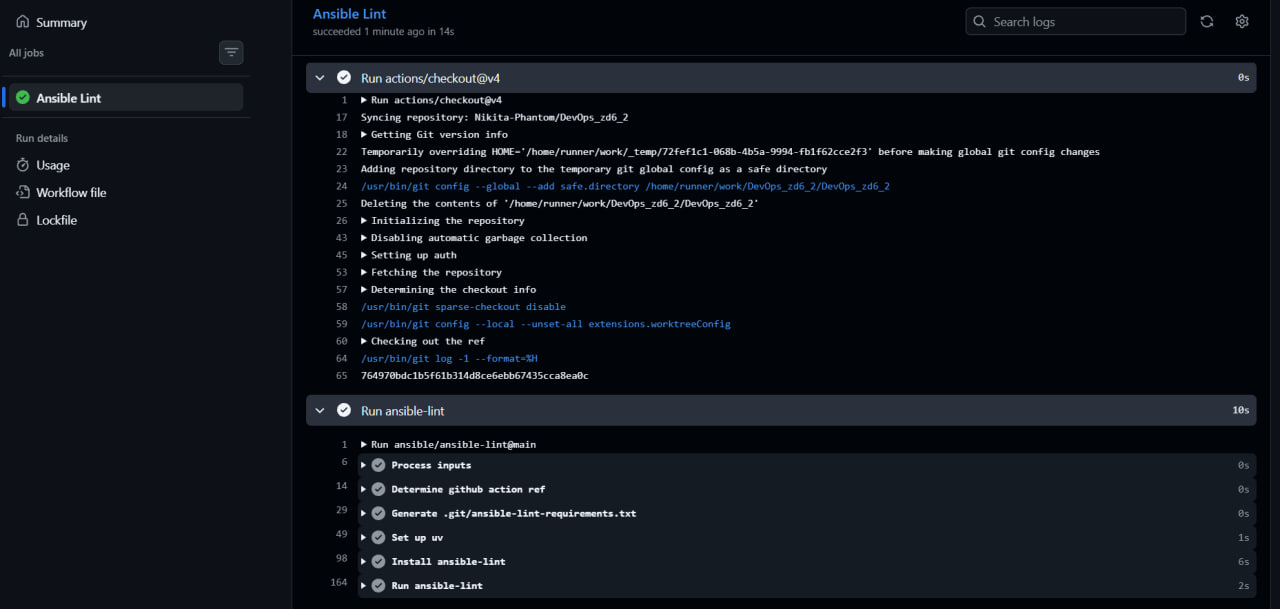 Summary
All jobs
Ansible Lint
Run details
Usage
Workflow file
Lockfile
Ansible Lint
succeeded 1 minute ago in 14s
Search logs
Run actions/checkout@v4 0s
1 Run actions/checkout@v4
17 Syncing repository: Nikita-Phantom/DevOps_zd6_2
18 Getting Git version info
22 Temporarily overriding HOME='/home/runner/work/_temp/72fef1c1-068b-4b5a-9994-fb1f62cce2f3' before making global git config changes
23 Adding repository directory to the temporary git global config as a safe directory
24 /usr/bin/git config --global --add safe.directory /home/runner/work/DevOps_zd6_2/DevOps_zd6_2
25 Deleting the contents of '/home/runner/work/DevOps_zd6_2/DevOps_zd6_2'
26 Initializing the repository
43 Disabling automatic garbage collection
45 Setting up auth
53 Fetching the repository
57 Determining the checkout info
58 /usr/bin/git sparse-checkout disable
59 /usr/bin/git config --local --unset-all extensions.worktreeConfig
60 Checking out the ref
64 /usr/bin/git log -1 --format=%H
65 764970bdc1b5f61b314d8ce6ebb67435cca8ea0c
Run ansible-lint 10s
1 Run ansible/ansible-lint@main
6 Process inputs 0s
14 Determine github action ref 0s
29 Generate .git/ansible-lint-requirements.txt 0s
49 Set up uv 1s
98 Install ansible-lint 6s
164 Run ansible-lint 2s